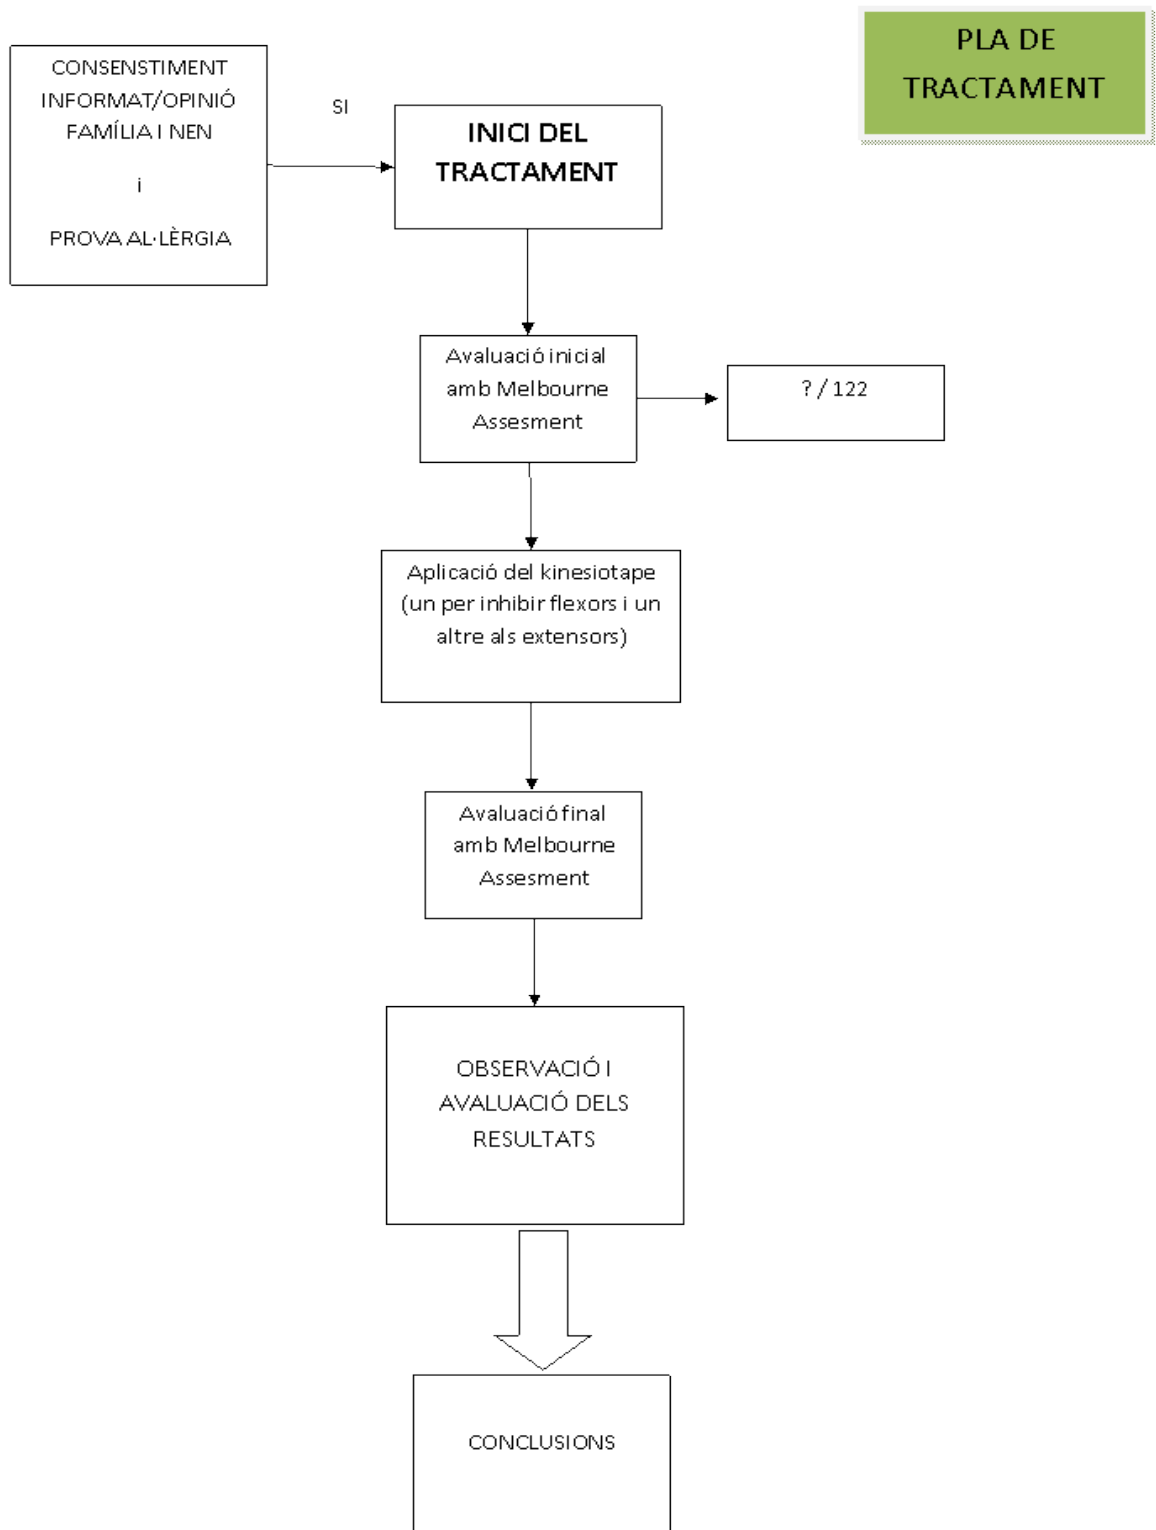 PLA DE
TRACTAMENT
CONSENSTIMENT
INFORMAT/OPINIÓ
FAMÍLIA I NEN
i
PROVA AL·LÈRGIA
SI
INICI DEL
TRACTAMENT
Avaluació inicial
amb Melbourne
Assesment
? / 122
Aplicació del kinesiotape
(un per inhibir flexors i un
altre als extensors)
Avaluació final
amb Melbourne
Assesment
OBSERVACIÓ I
AVALUACIÓ DELS
RESULTATS
CONCLUSIONS